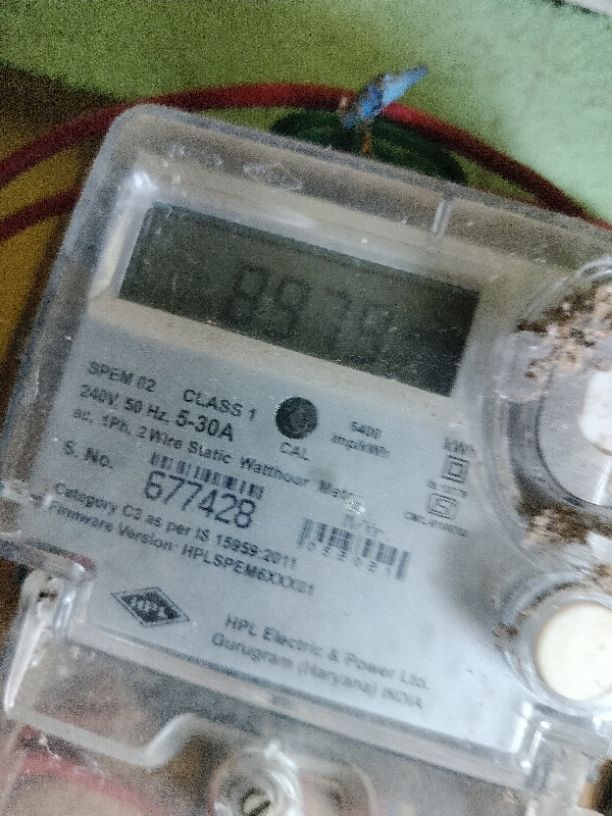 8979
SPEM 02 CLASS 1
240V, 50 Hz, 5-30A
ac, 1Ph, 2 Wire Static Watthour Meter
CAL
6400
imp/kWh
kWh
S. No.
677428
Category C3 as per IS 15959:2011
Firmware Version: HPLSPEM6XXX01
HPL
HPL Electric & Power Ltd.
Gurugram (Haryana) INDIA